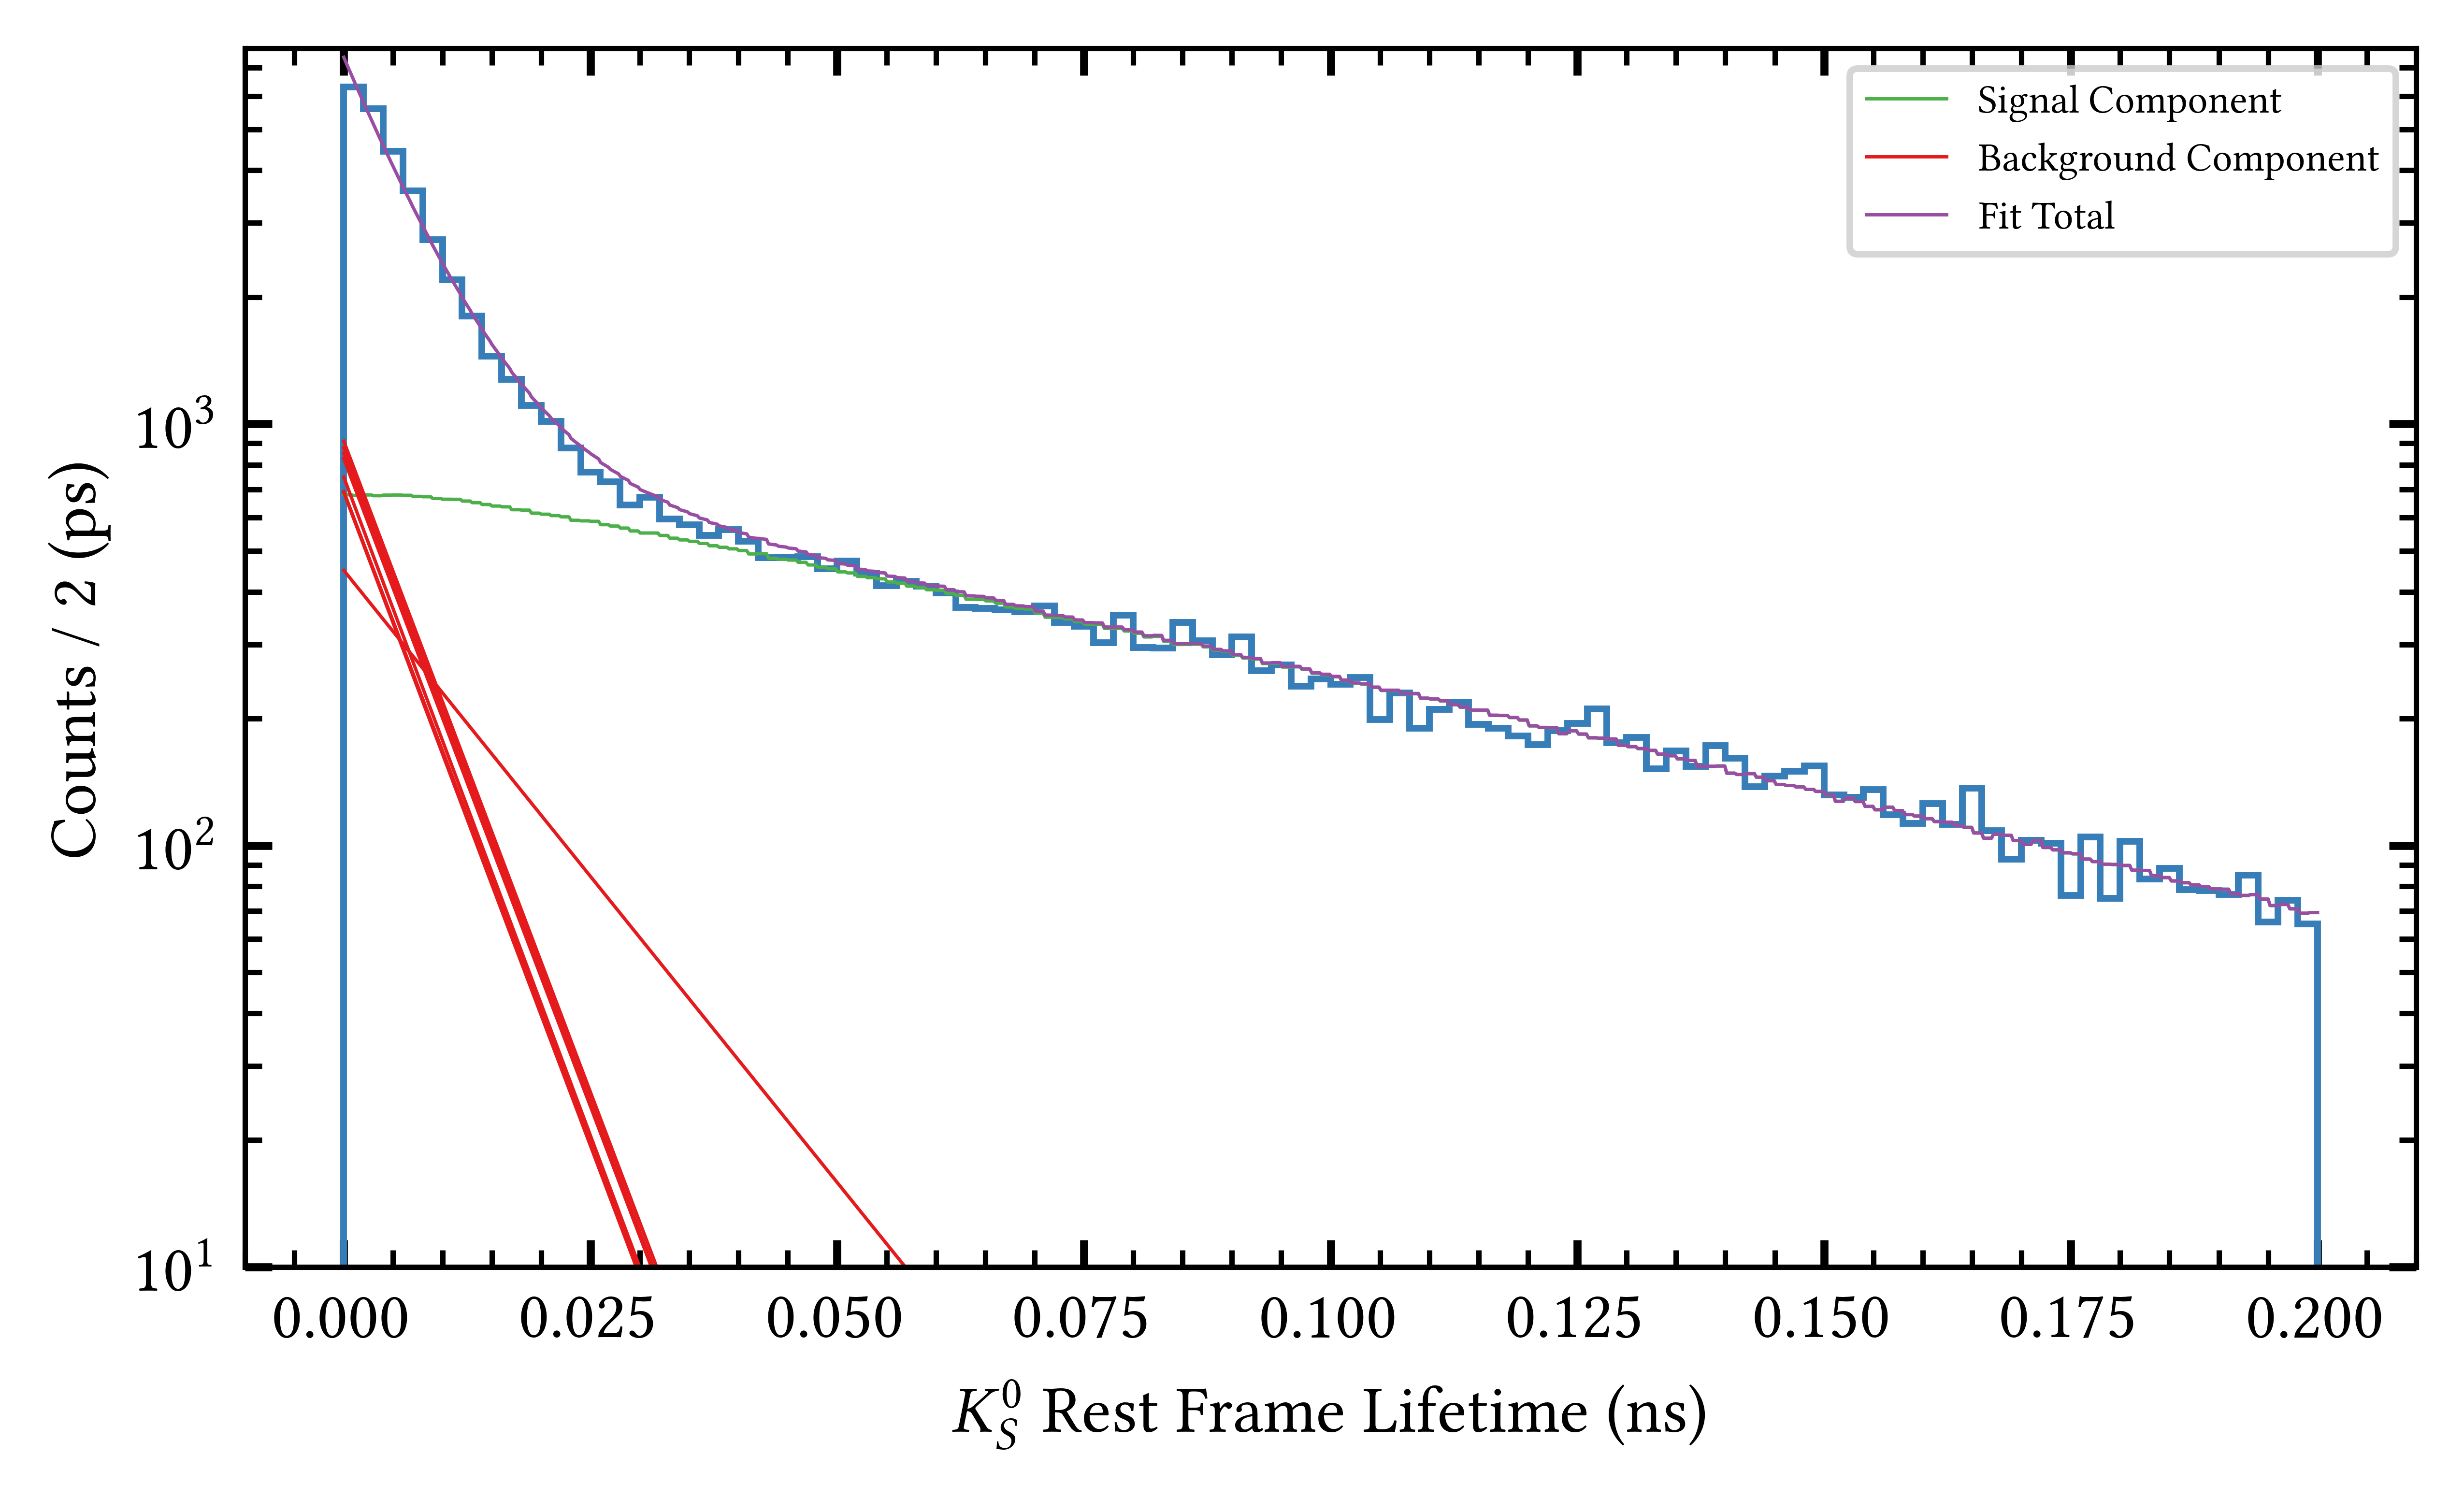 Signal Component
Background Component
Fit Total
Counts / 2 (ps)
10³
10²
10¹
0.000 0.025 0.050 0.075 0.100 0.125 0.150 0.175 0.200
K⁰_S Rest Frame Lifetime (ns)